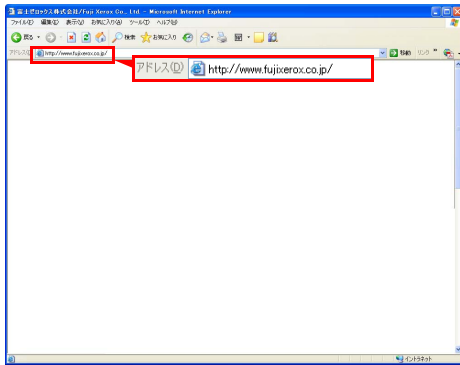 富士ゼロックス株式会社/Fuji Xerox Co., Ltd - Microsoft Internet Explorer
ファイル(F) 編集(E) 表示(V) お気に入り(A) ツール(T) ヘルプ(H)
戻る 検索 お気に入り
アドレス(D) http://www.fujixerox.co.jp/ 移動 リンク »
アドレス(D) http://www.fujixerox.co.jp/
インターネット